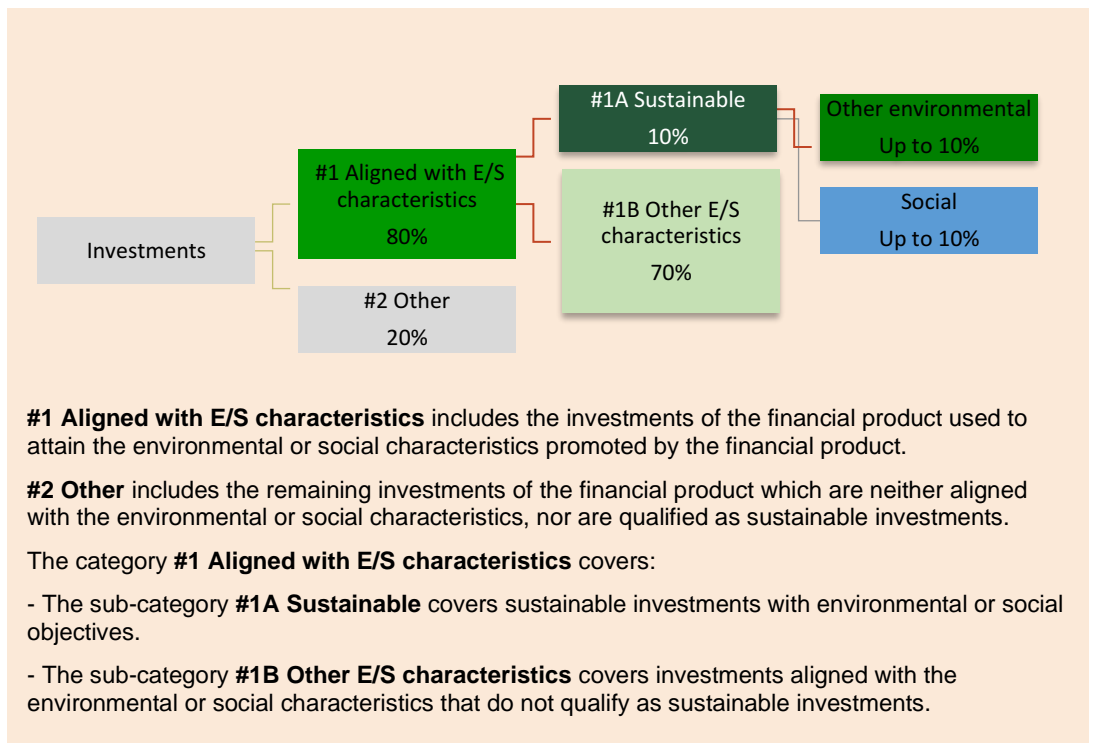 Investments
#1 Aligned with E/S
characteristics
80%
#2 Other
20%
#1A Sustainable
10%
#1B Other E/S
characteristics
70%
Other environmental
Up to 10%
Social
Up to 10%
#1 Aligned with E/S characteristics includes the investments of the financial product used to
attain the environmental or social characteristics promoted by the financial product.
#2 Other includes the remaining investments of the financial product which are neither aligned
with the environmental or social characteristics, nor are qualified as sustainable investments.
The category #1 Aligned with E/S characteristics covers:
- The sub-category #1A Sustainable covers sustainable investments with environmental or social
objectives.
- The sub-category #1B Other E/S characteristics covers investments aligned with the
environmental or social characteristics that do not qualify as sustainable investments.